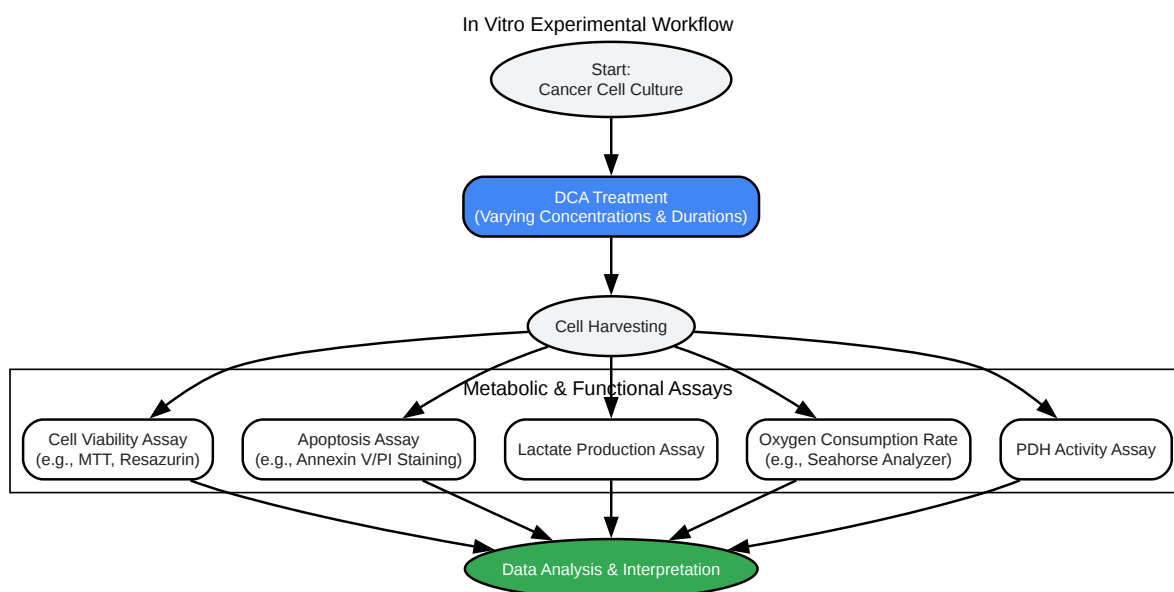 In Vitro Experimental Workflow
Start:
Cancer Cell Culture
DCA Treatment
(Varying Concentrations & Durations)
Cell Harvesting
Metabolic & Functional Assays
Cell Viability Assay
(e.g., MTT, Resazurin)
Apoptosis Assay
(e.g., Annexin V/PI Staining)
Lactate Production Assay
Oxygen Consumption Rate
(e.g., Seahorse Analyzer)
PDH Activity Assay
Data Analysis & Interpretation